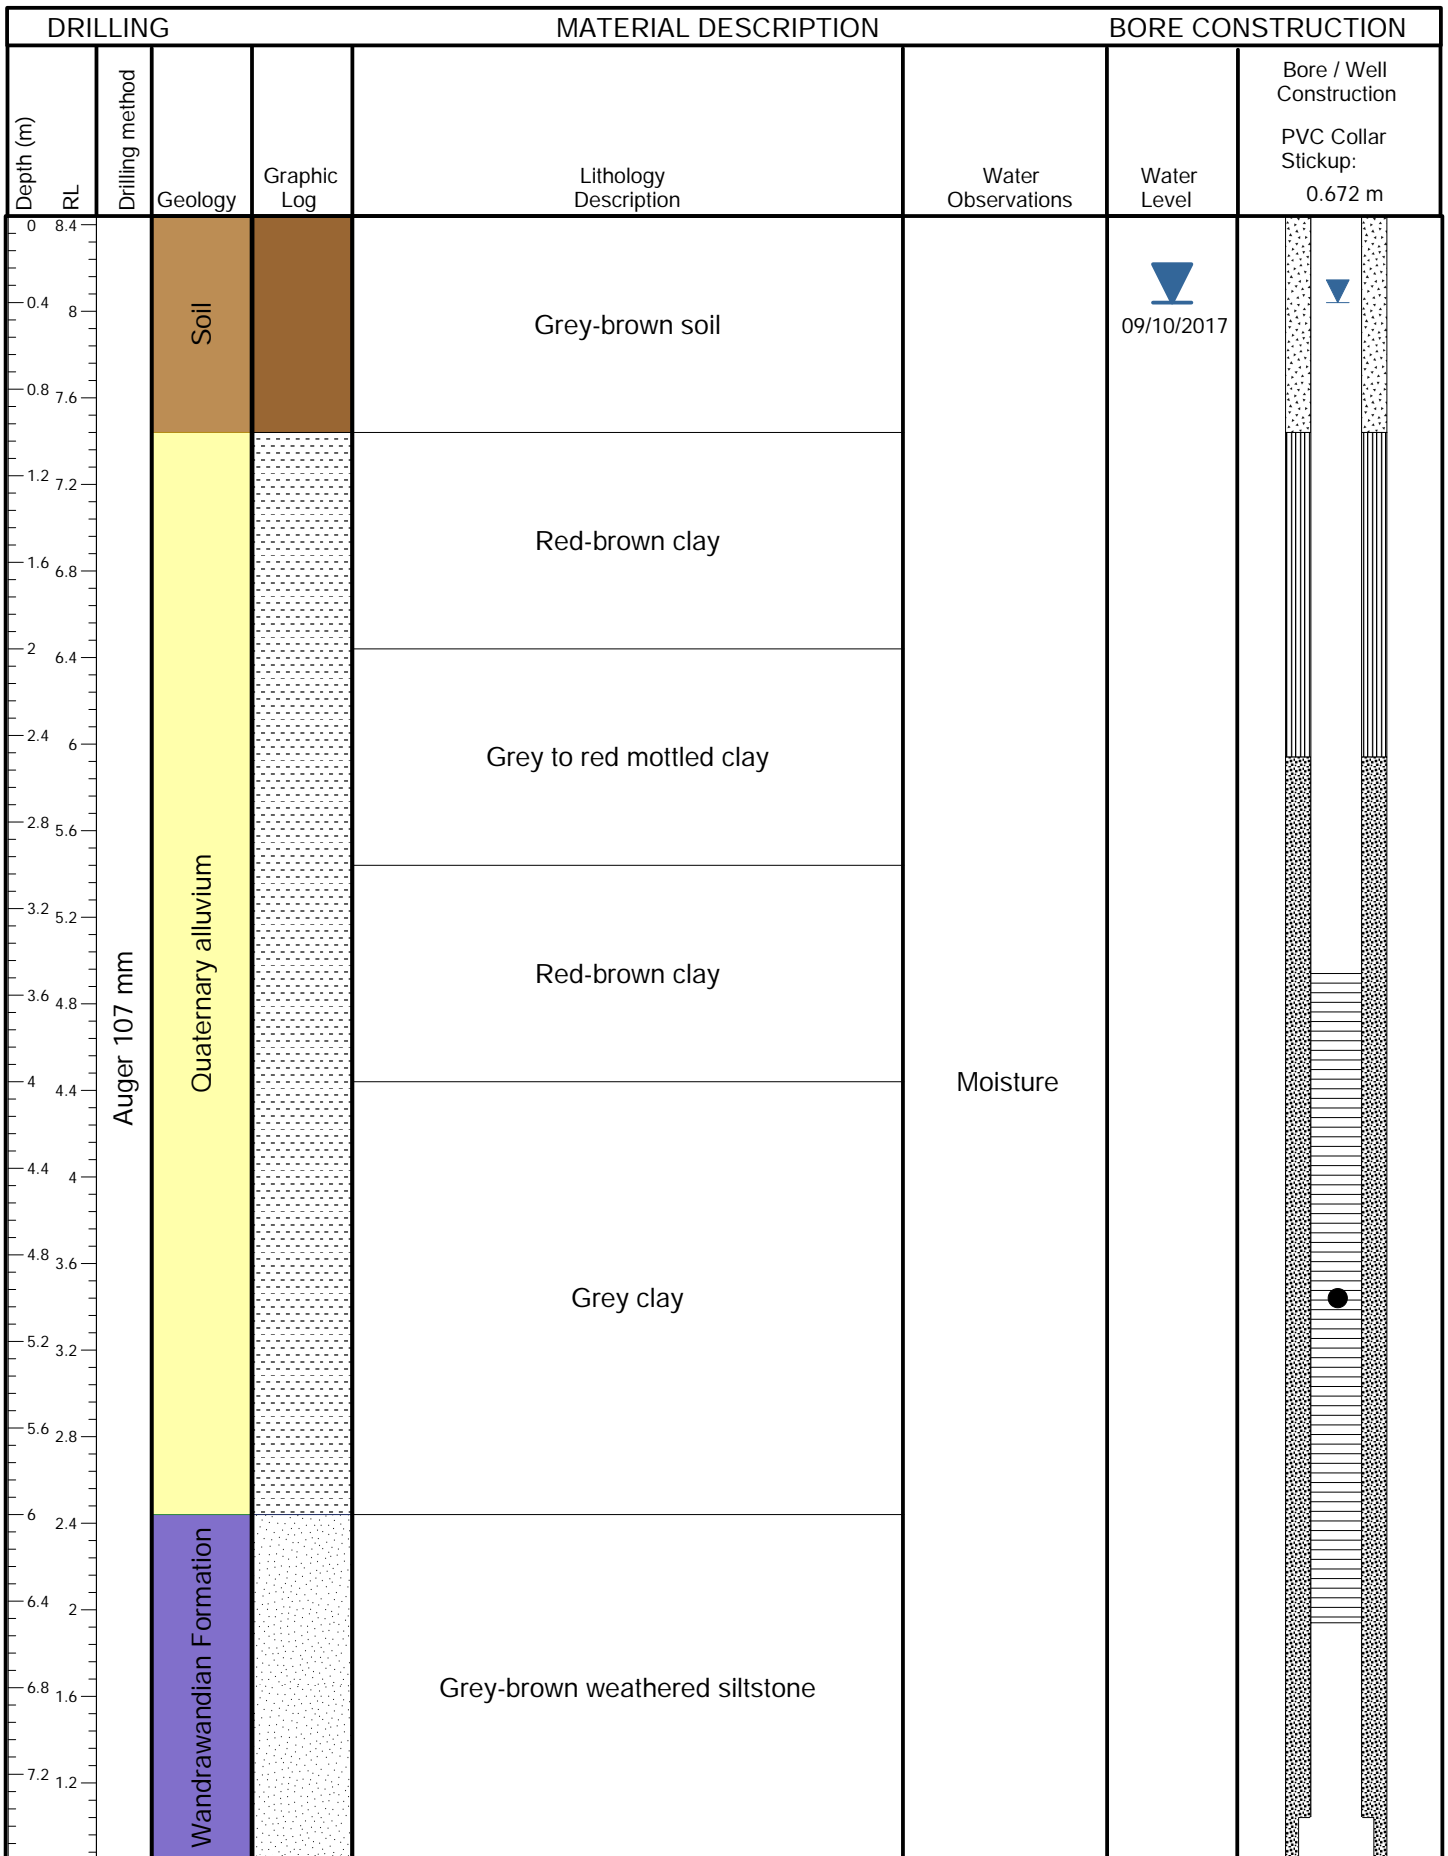 DRILLING MATERIAL DESCRIPTION BORE CONSTRUCTION
Depth (m)
RL
Drilling method
Geology
Graphic
Log
Lithology
Description
Water
Observations
Water
Level
Bore / Well
Construction
PVC Collar
Stickup:
0.672 m
0 8.4
0.4 8
0.8 7.6
1.2 7.2
1.6 6.8
2 6.4
2.4 6
2.8 5.6
3.2 5.2
3.6 4.8
4 4.4
4.4 4
4.8 3.6
5.2 3.2
5.6 2.8
6 2.4
6.4 2
6.8 1.6
7.2 1.2
Auger 107 mm
Soil
Quaternary alluvium
Wandrawandian Formation
Grey-brown soil
Red-brown clay
Grey to red mottled clay
Red-brown clay
Grey clay
Grey-brown weathered siltstone
Moisture
09/10/2017